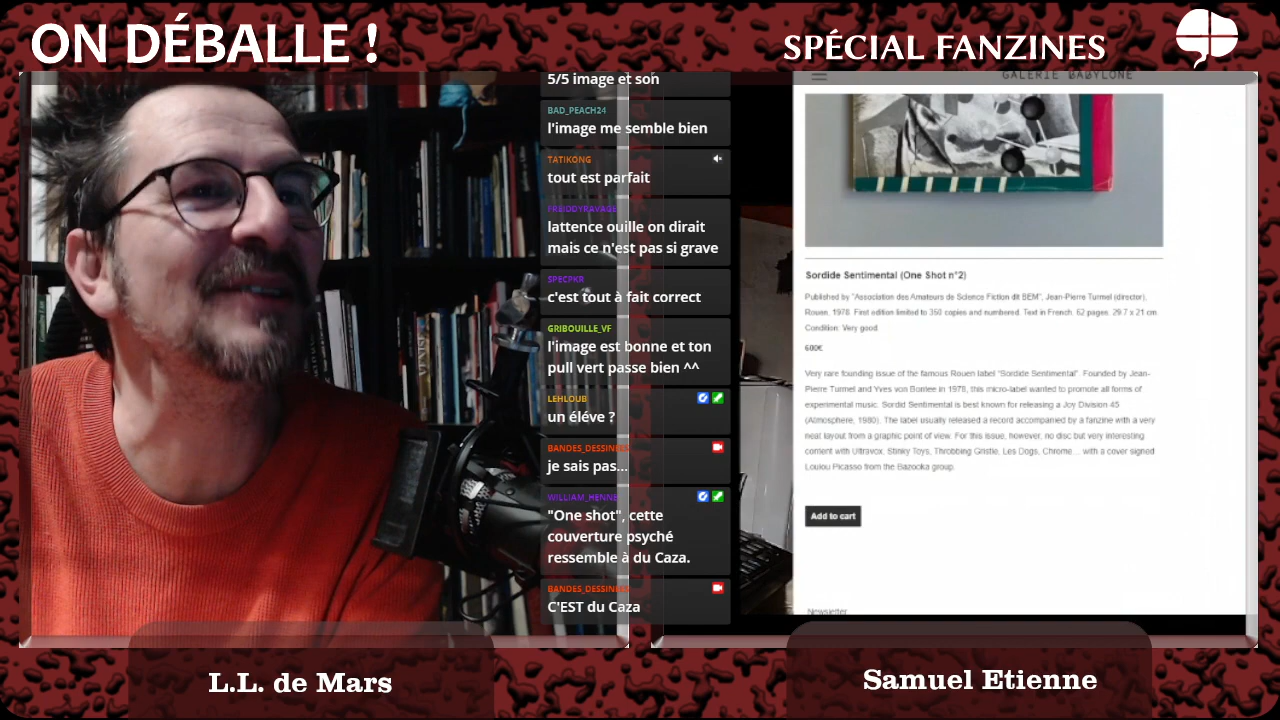 ON DÉBALLE !
SPÉCIAL FANZINES
5/5 image et son
BAD_PEACH24
l'image me semble bien
TATIKONG
tout est parfait
FREIDDYRAVAGE
lattence ouille on dirait
mais ce n'est pas si grave
SPECPKR
c'est tout à fait correct
GRIBOUILLE_VF
l'image est bonne et ton
pull vert passe bien ^^
LEHLOUB
un éléve ?
BANDES_DESSINEES
je sais pas...
WILLIAM_HENNE
"One shot", cette
couverture psyché
ressemble à du Caza.
BANDES_DESSINEES
C'EST du Caza
GALERIE BABYLONE
Sordide Sentimental (One Shot n°2)
Published by "Association des Amateurs de Science Fiction dit BEM", Jean-Pierre Turmel (director),
Rouen, 1978. First edition limited to 350 copies and numbered. Text in French. 62 pages. 29.7 x 21 cm
Condition: Very good.
600€
Very rare founding issue of the famous Rouen label "Sordide Sentimental". Founded by Jean-
Pierre Turmel and Yves von Bontee in 1978, this micro-label wanted to promote all forms of
experimental music. Sordid Sentimental is best known for releasing a Joy Division 45
(Atmosphere, 1980). The label usually released a record accompanied by a fanzine with a very
neat layout from a graphic point of view. For this issue, however, no disc but very interesting
content with Ultravox, Stinky Toys, Throbbing Gristle, Les Dogs, Chrome... with a cover signed
Loulou Picasso from the Bazooka group.
Add to cart
Newsletter
L.L. de Mars
Samuel Etienne